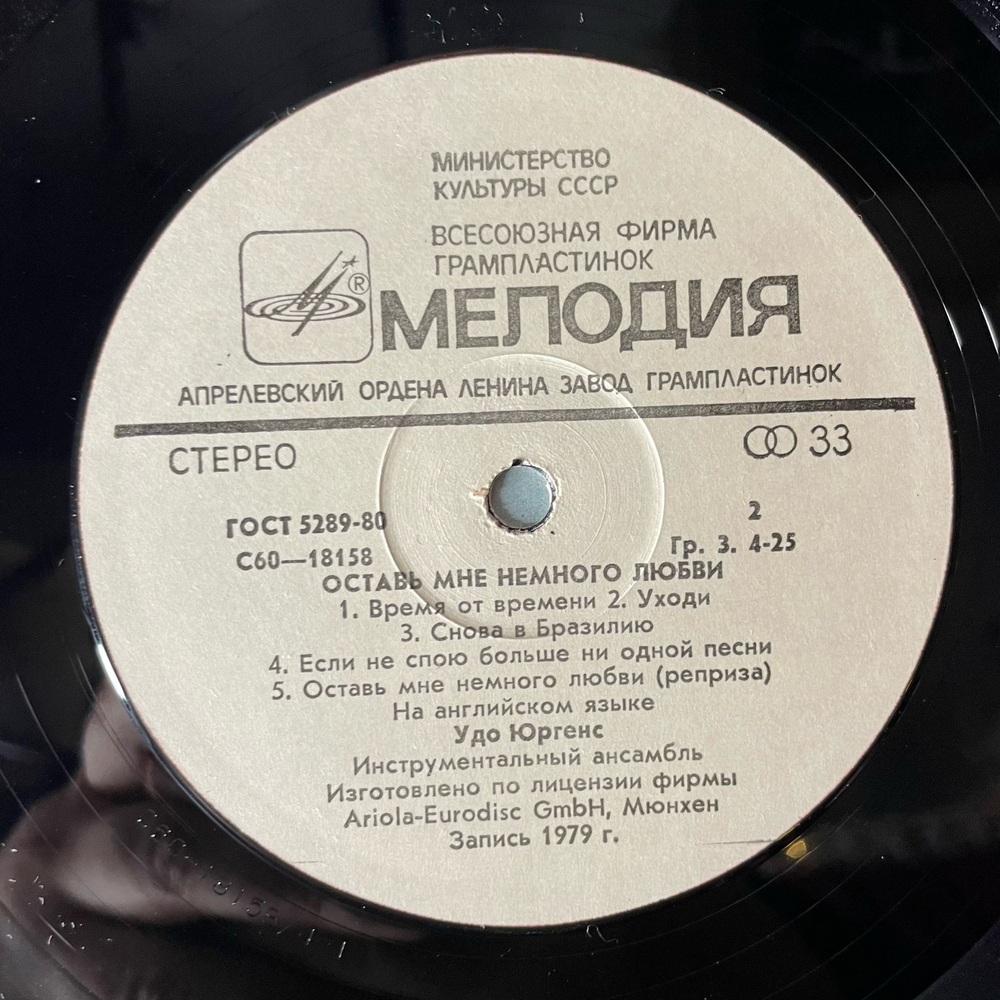 МИНИСТЕРСТВО
КУЛЬТУРЫ СССР
ВСЕСОЮЗНАЯ ФИРМА
ГРАМПЛАСТИНОК
®
МЕЛОДИЯ
АПРЕЛЕВСКИЙ ОРДЕНА ЛЕНИНА ЗАВОД ГРАМПЛАСТИНОК
СТЕРЕО
33
ГОСТ 5289-80
2
С60—18158
Гр. 3. 4-25
ОСТАВЬ МНЕ НЕМНОГО ЛЮБВИ
1. Время от времени 2. Уходи
3. Снова в Бразилию
4. Если не спою больше ни одной песни
5. Оставь мне немного любви (реприза)
На английском языке
Удо Юргенс
Инструментальный ансамбль
Изготовлено по лицензии фирмы
Ariola-Eurodisc GmbH, Мюнхен
Запись 1979 г.